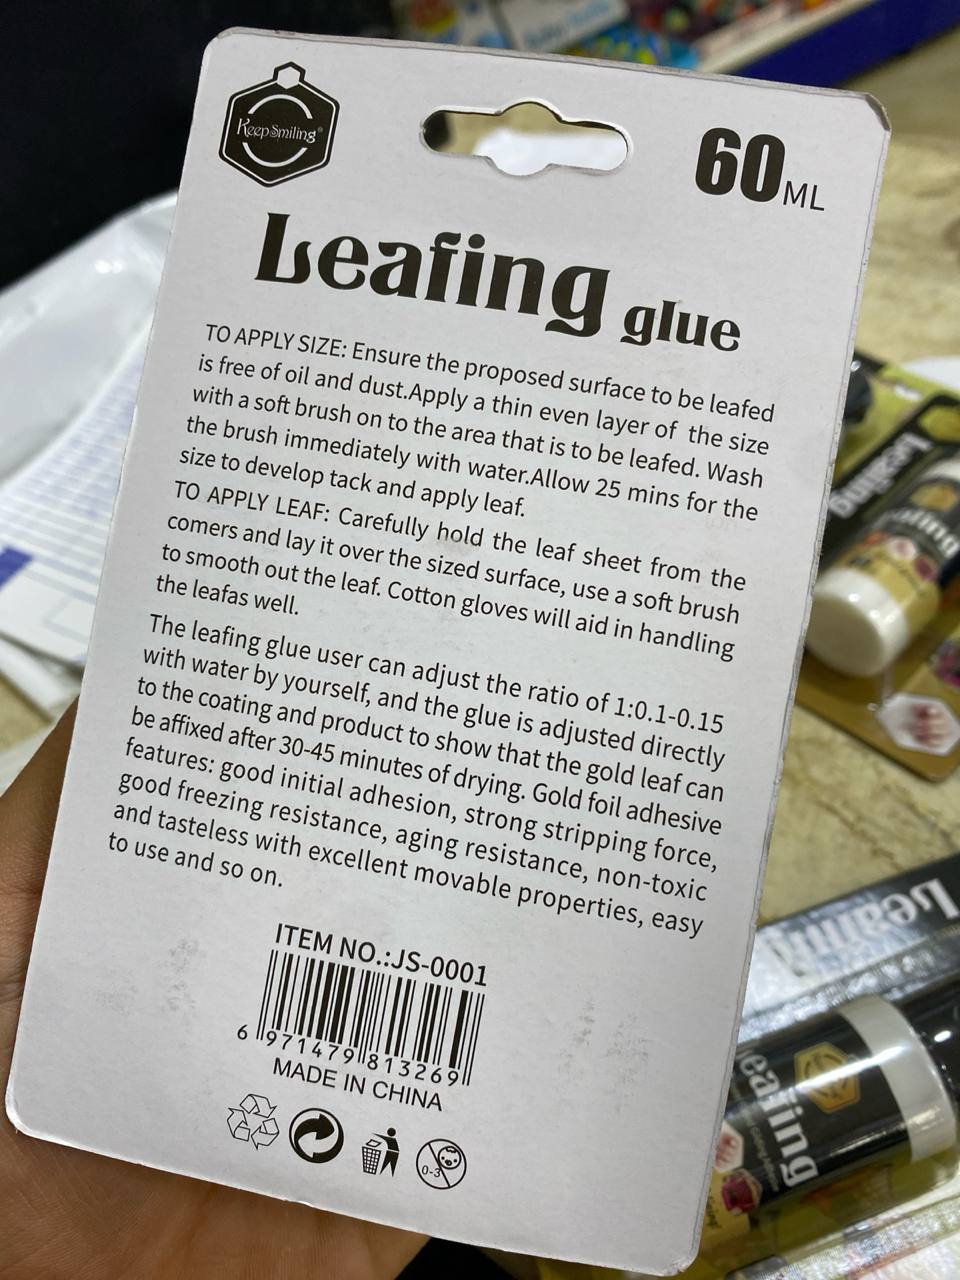 Keep Smiling®
60ML
Leafing glue
TO APPLY SIZE: Ensure the proposed surface to be leafed
is free of oil and dust.Apply a thin even layer of the size
with a soft brush on to the area that is to be leafed. Wash
the brush immediately with water.Allow 25 mins for the
size to develop tack and apply leaf.
TO APPLY LEAF: Carefully hold the leaf sheet from the
comers and lay it over the sized surface, use a soft brush
to smooth out the leaf. Cotton gloves will aid in handling
the leafas well.
The leafing glue user can adjust the ratio of 1:0.1-0.15
with water by yourself, and the glue is adjusted directly
to the coating and product to show that the gold leaf can
be affixed after 30-45 minutes of drying. Gold foil adhesive
features: good initial adhesion, strong stripping force,
good freezing resistance, aging resistance, non-toxic
and tasteless with excellent movable properties, easy
to use and so on.
ITEM NO.:JS-0001
6 971479 813269
MADE IN CHINA
0-3
Leafing
Leafing
eafing